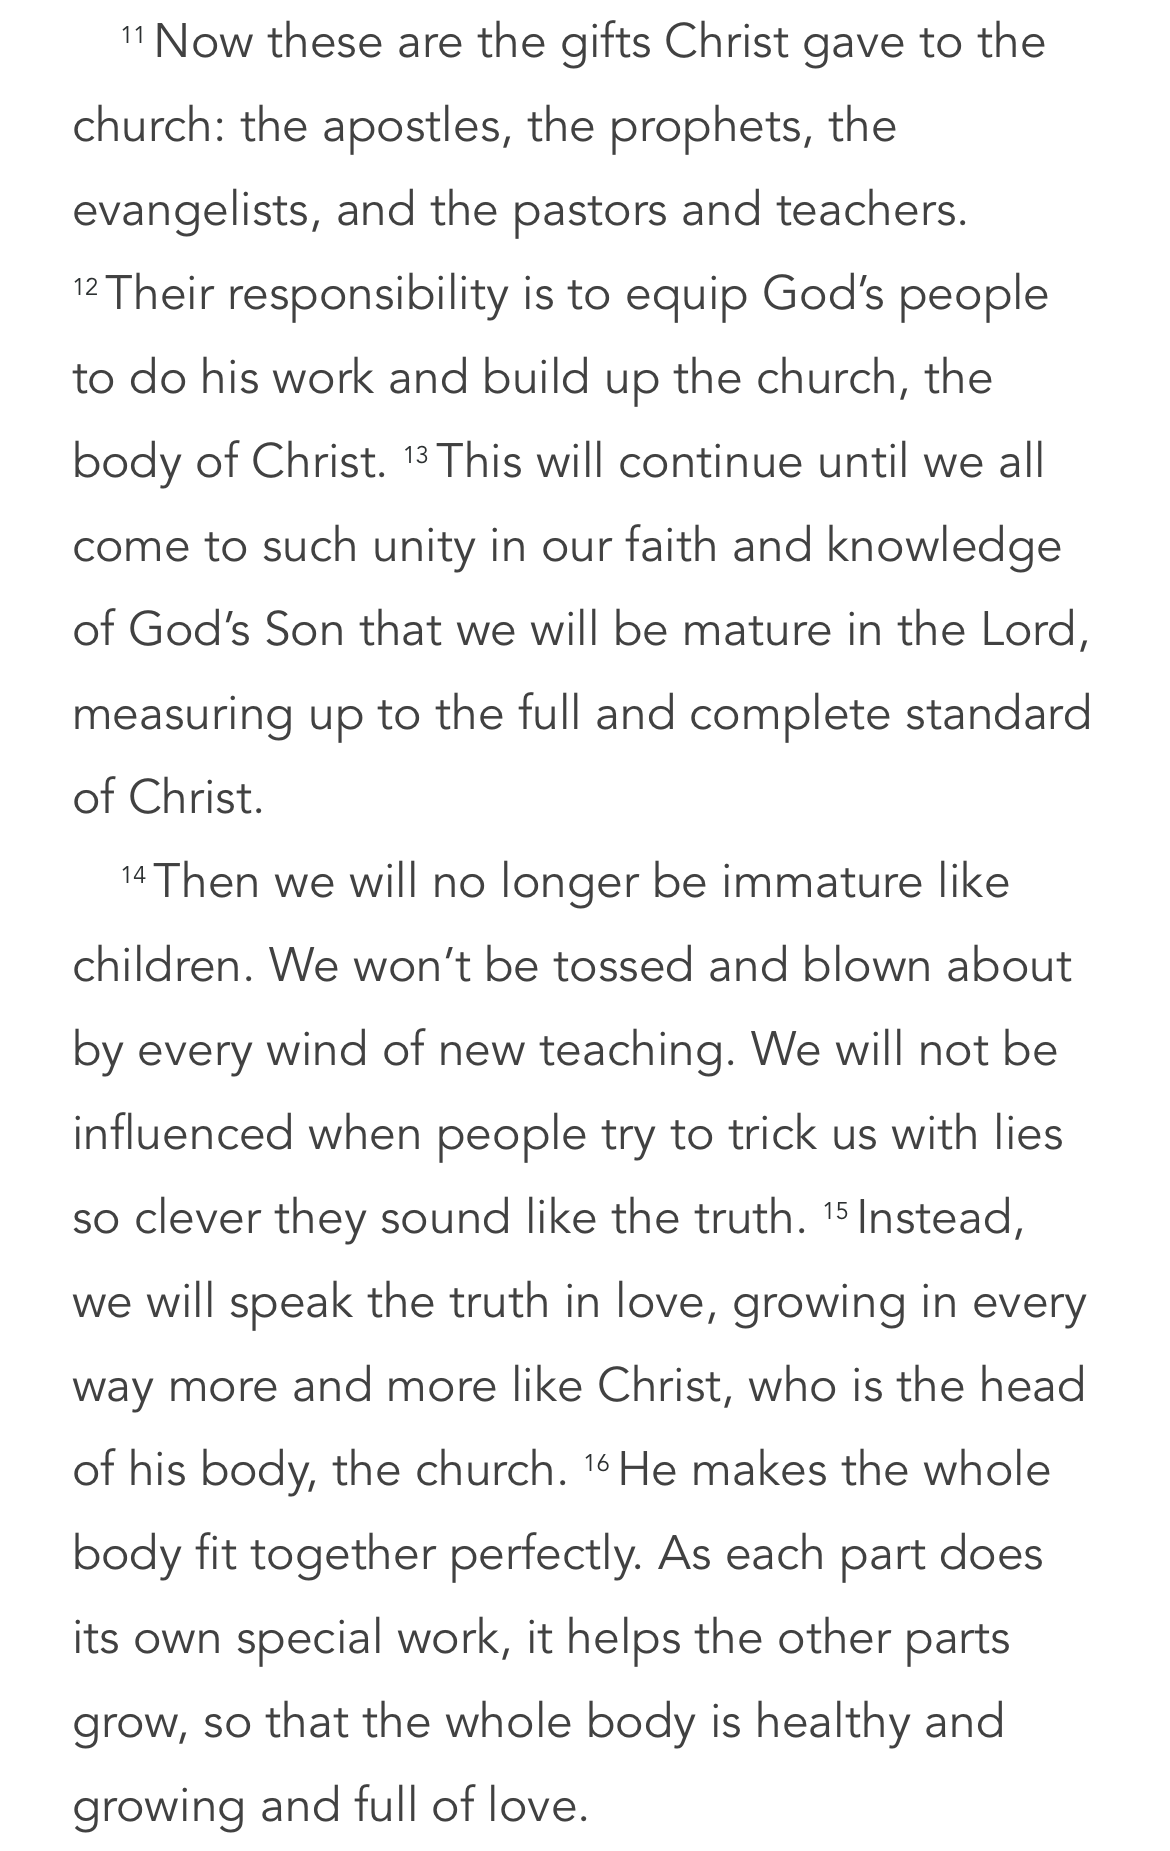 11 Now these are the gifts Christ gave to the
church: the apostles, the prophets, the
evangelists, and the pastors and teachers.
12 Their responsibility is to equip God’s people
to do his work and build up the church, the
body of Christ. 13 This will continue until we all
come to such unity in our faith and knowledge
of God’s Son that we will be mature in the Lord,
measuring up to the full and complete standard
of Christ.
14 Then we will no longer be immature like
children. We won’t be tossed and blown about
by every wind of new teaching. We will not be
influenced when people try to trick us with lies
so clever they sound like the truth. 15 Instead,
we will speak the truth in love, growing in every
way more and more like Christ, who is the head
of his body, the church. 16 He makes the whole
body fit together perfectly. As each part does
its own special work, it helps the other parts
grow, so that the whole body is healthy and
growing and full of love.